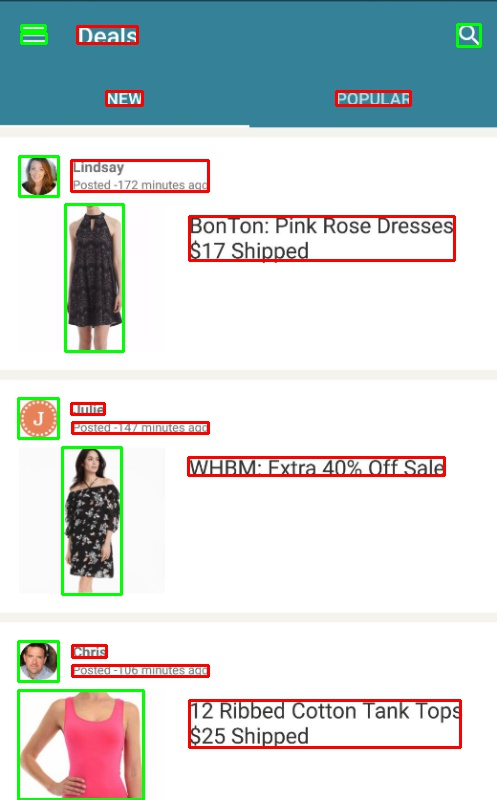 Deals
NEW
POPULAR
Lindsay
Posted -172 minutes ago
BonTon: Pink Rose Dresses
$17 Shipped
J
Julie
Posted -147 minutes ago
WHBM: Extra 40% Off Sale
Chris
Posted -106 minutes ago
12 Ribbed Cotton Tank Tops
$25 Shipped